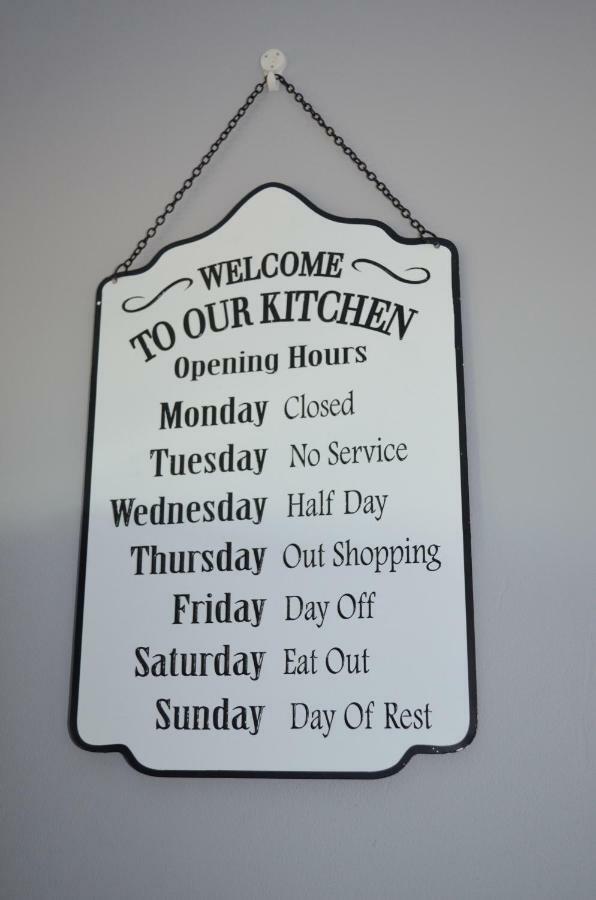 WELCOME
TO OUR KITCHEN
Opening Hours
Monday Closed
Tuesday No Service
Wednesday Half Day
Thursday Out Shopping
Friday Day Off
Saturday Eat Out
Sunday Day Of Rest